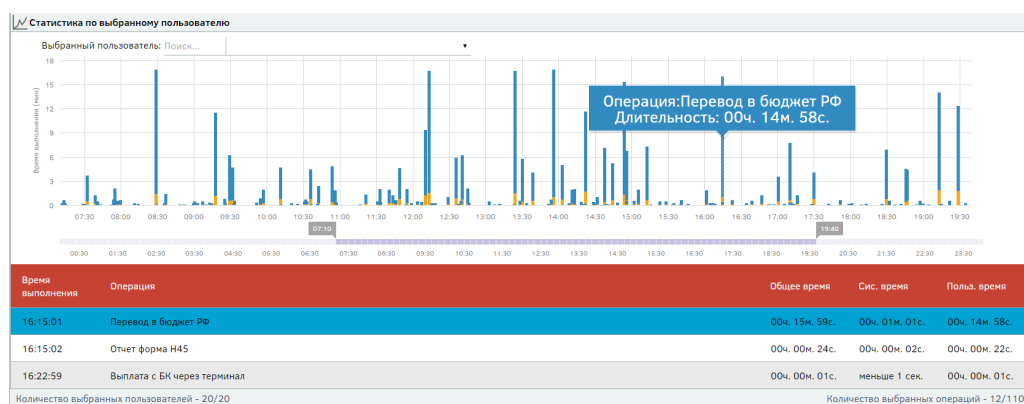 Статистика по выбранному пользователю
Выбранный пользователь: Поиск...
Время выполнения (мин)
18
15
12
9
6
3
0
Операция:Перевод в бюджет РФ
Длительность: 00ч. 14м. 58с.
07:30 08:00 08:30 09:00 09:30 10:00 10:30 11:00 11:30 12:00 12:30 13:00 13:30 14:00 14:30 15:00 15:30 16:00 16:30 17:00 17:30 18:00 18:30 19:00 19:30
07:10 19:40
00:30 01:30 02:30 03:30 04:30 05:30 06:30 07:30 08:30 09:30 10:30 11:30 12:30 13:30 14:30 15:30 16:30 17:30 18:30 19:30 20:30 21:30 22:30 23:30
Время
выполнения Операция Общее время Сис. время Польз. время
16:15:01 Перевод в бюджет РФ 00ч. 15м. 59с. 00ч. 01м. 01с. 00ч. 14м. 58с.
16:15:02 Отчет форма Н45 00ч. 00м. 24с. 00ч. 00м. 02с. 00ч. 00м. 22с.
16:22:59 Выплата с БК через терминал 00ч. 00м. 01с. меньше 1 сек. 00ч. 00м. 01с.
Количество выбранных пользователей - 20/20 Количество выбранных операций - 12/110